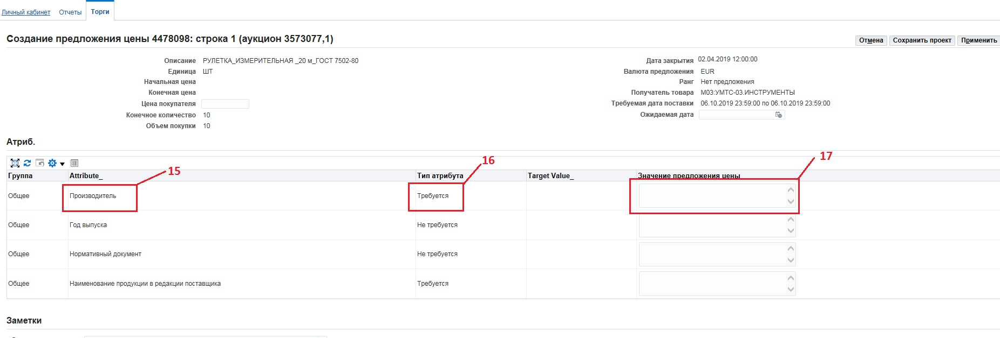 Личный кабинет Отчеты Торги
Создание предложения цены 4478098: строка 1 (аукцион 3573077,1)
Отмена Сохранить проект Применить
Описание РУЛЕТКА_ИЗМЕРИТЕЛЬНАЯ _20 м_ГОСТ 7502-80
Единица ШТ
Начальная цена
Конечная цена
Цена покупателя
Конечное количество 10
Объем покупки 10
Дата закрытия 02.04.2019 12:00:00
Валюта предложения EUR
Ранг Нет предложения
Получатель товара М03:УМТС-03.ИНСТРУМЕНТЫ
Требуемая дата поставки 06.10.2019 23:59:00 по 06.10.2019 23:59:00
Ожидаемая дата
Атриб.
15 16 17
Группа Attribute_ Тип атрибута Target Value_ Значение предложения цены
Общее Производитель Требуется
Общее Год выпуска Не требуется
Общее Нормативный документ Не требуется
Общее Наименование продукции в редакции поставщика Требуется
Заметки